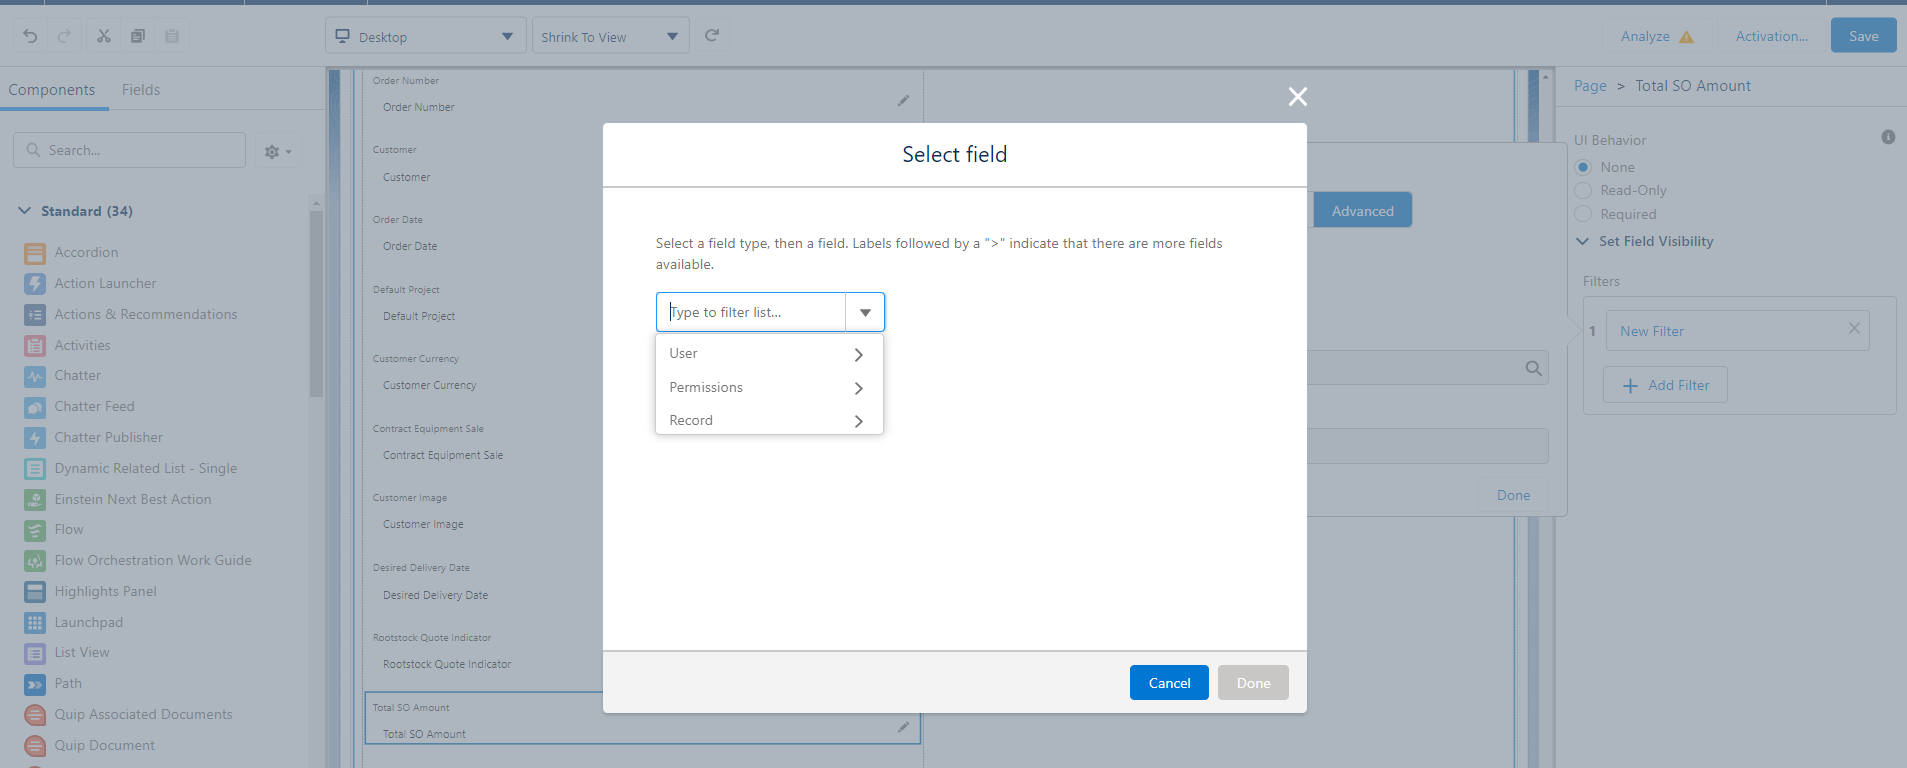 Desktop
Shrink To View
Analyze
Activation...
Save
Components
Fields
Search...
Standard (34)
Accordion
Action Launcher
Actions & Recommendations
Activities
Chatter
Chatter Feed
Chatter Publisher
Dynamic Related List - Single
Einstein Next Best Action
Flow
Flow Orchestration Work Guide
Highlights Panel
Launchpad
List View
Path
Quip Associated Documents
Quip Document
Order Number
Order Number
Customer
Customer
Order Date
Order Date
Default Project
Default Project
Customer Currency
Customer Currency
Contract Equipment Sale
Contract Equipment Sale
Customer Image
Customer Image
Desired Delivery Date
Desired Delivery Date
Rootstock Quote Indicator
Rootstock Quote Indicator
Total SO Amount
Total SO Amount
Select field
Select a field type, then a field. Labels followed by a ">" indicate that there are more fields
available.
Type to filter list...
User
Permissions
Record
Cancel
Done
Advanced
Done
Page > Total SO Amount
UI Behavior
None
Read-Only
Required
Set Field Visibility
Filters
1 New Filter
Add Filter